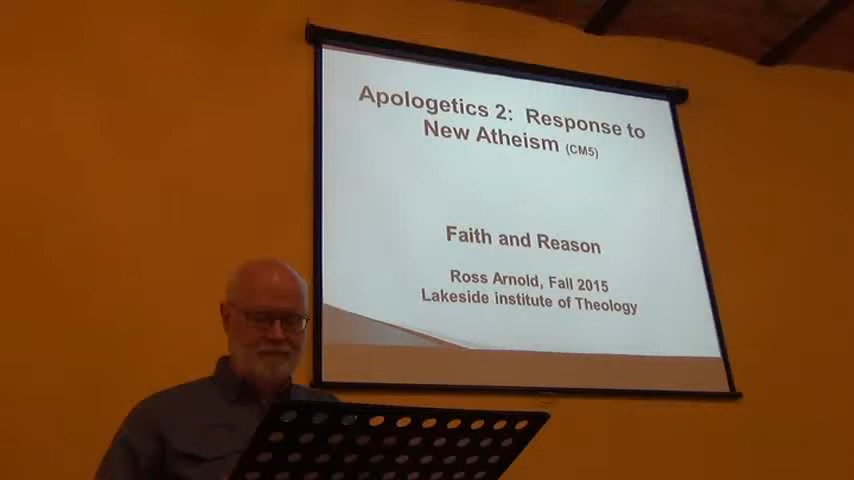 Apologetics 2: Response to
New Atheism (CM5)
Faith and Reason
Ross Arnold, Fall 2015
Lakeside institute of Theology